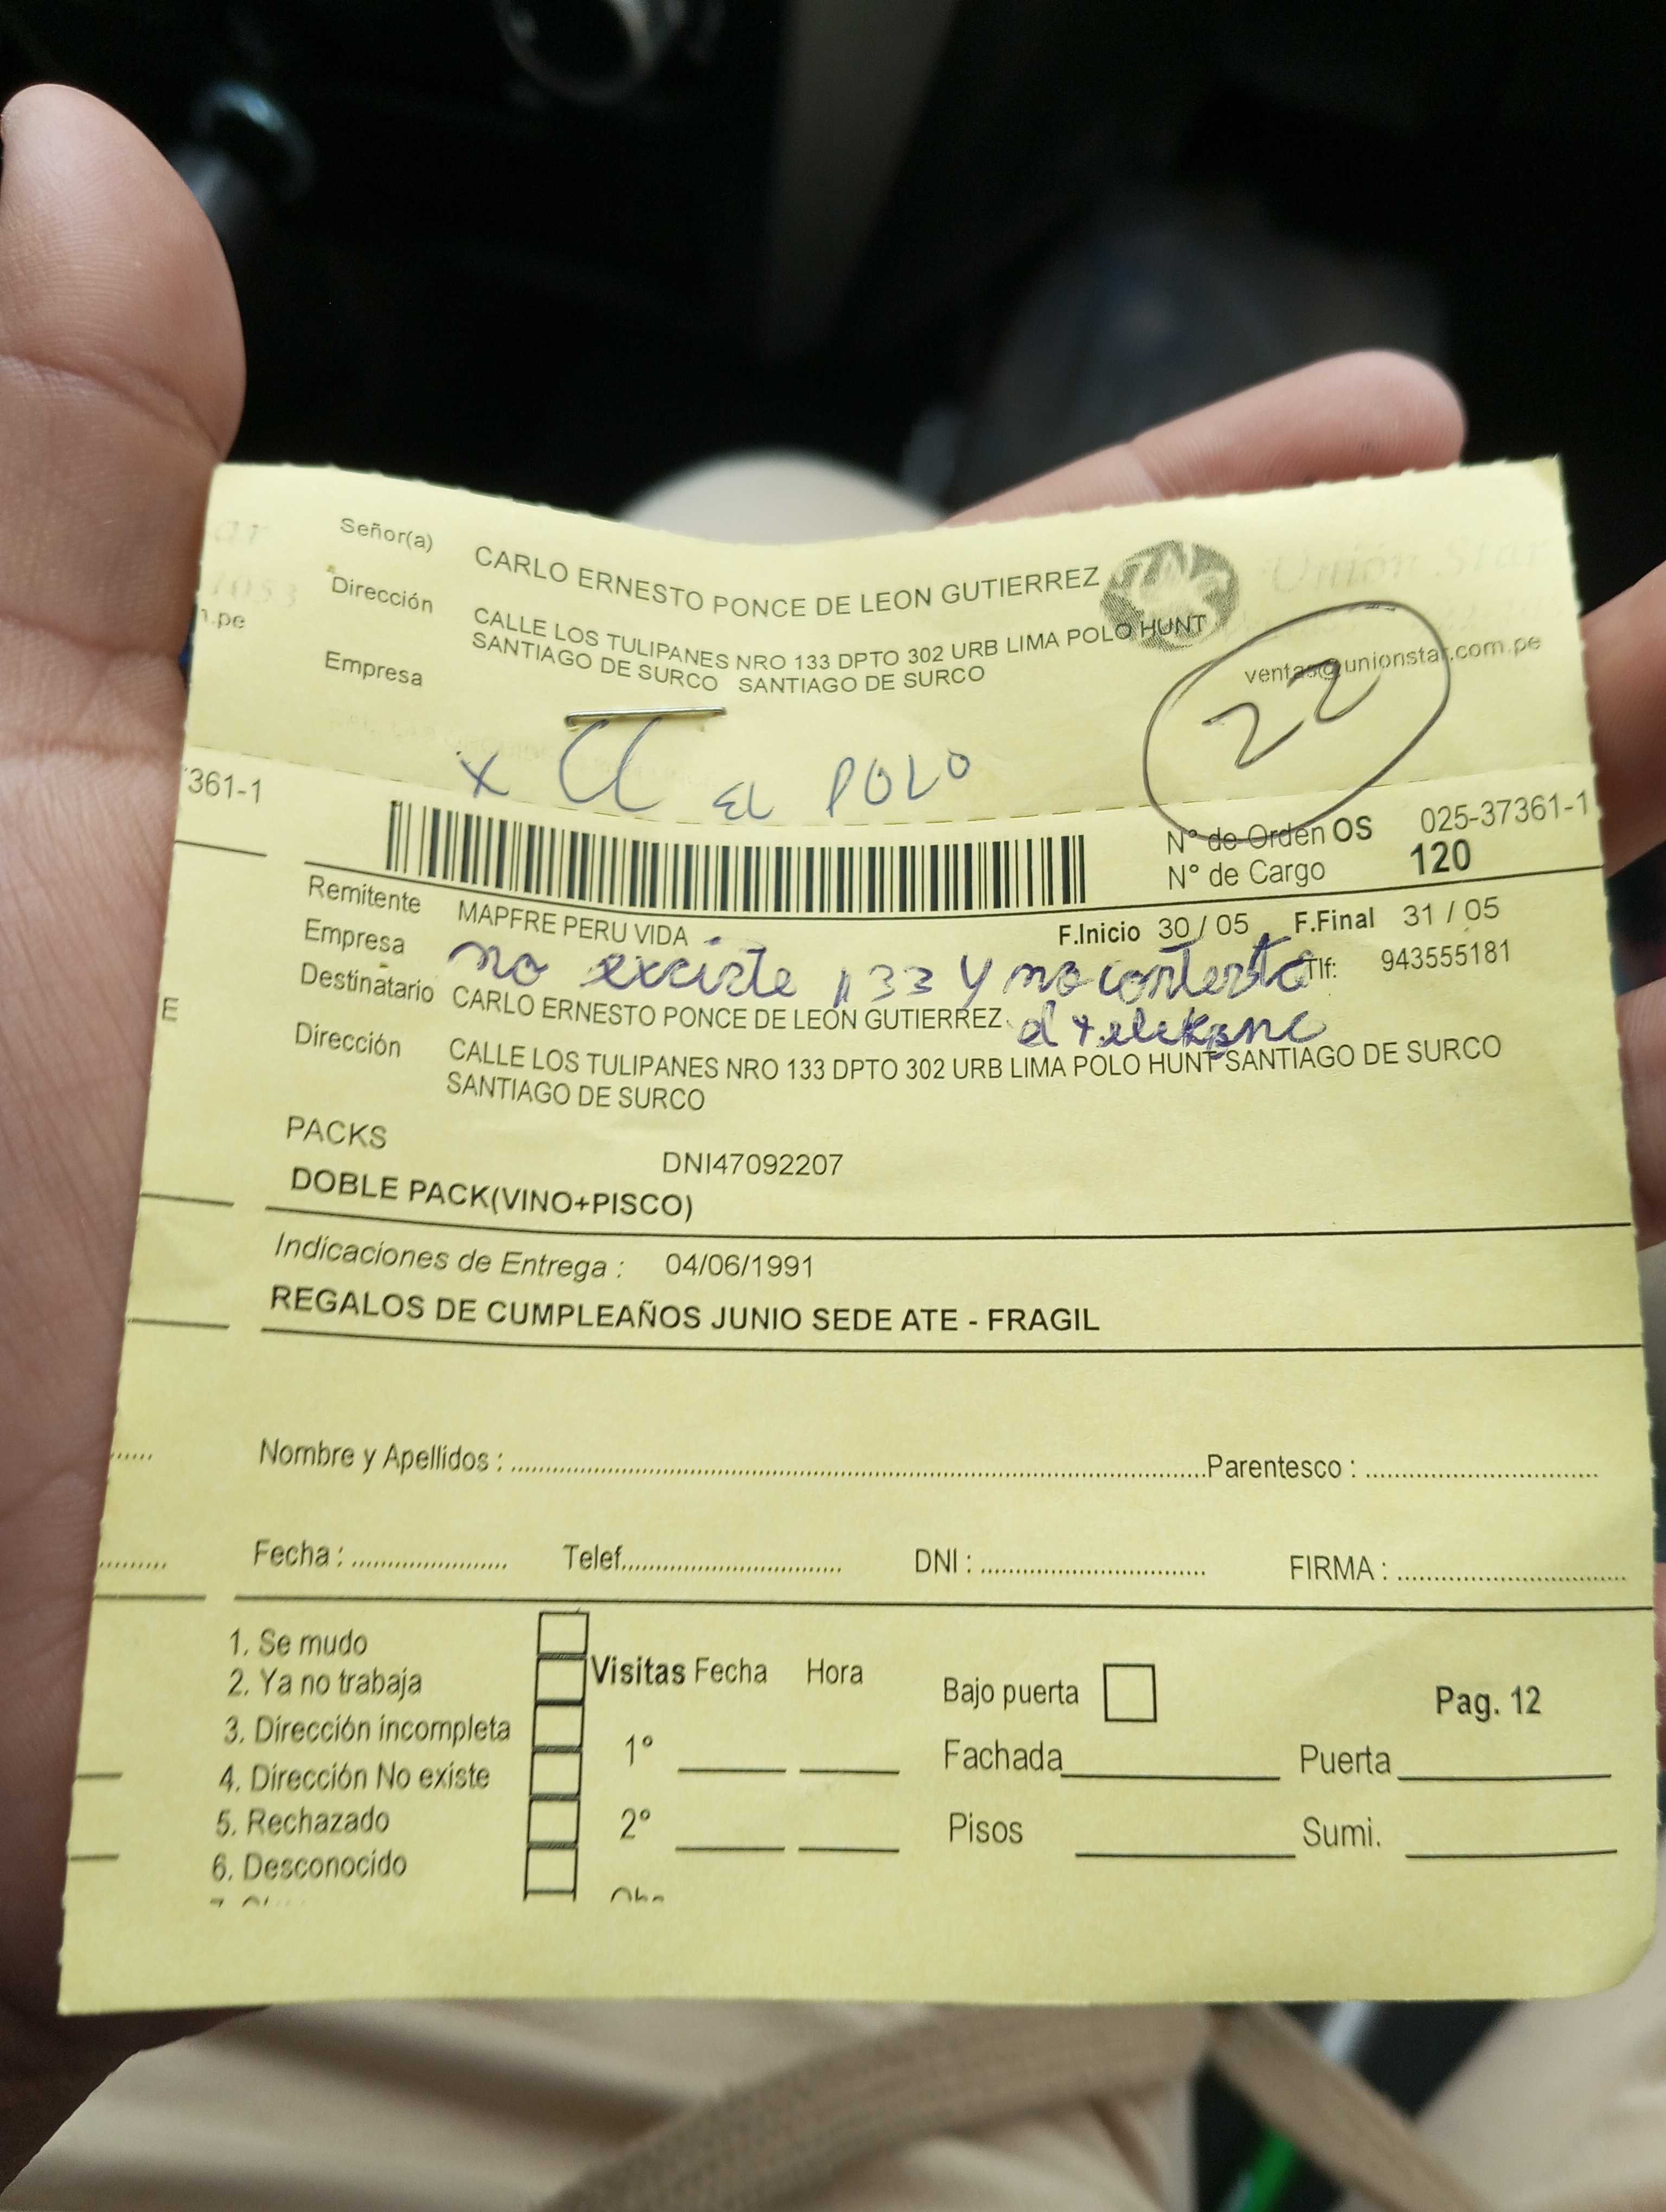 Señor(a) CARLO ERNESTO PONCE DE LEON GUTIERREZ
Dirección CALLE LOS TULIPANES NRO 133 DPTO 302 URB LIMA POLO HUNT
SANTIAGO DE SURCO SANTIAGO DE SURCO
n.pe
Empresa
ventas@unionstar.com.pe
22
x CC EL POLO
361-1
N° de Orden OS 025-37361-1
N° de Cargo 120
Remitente MAPFRE PERU VIDA
F.Inicio 30 / 05 F.Final 31 / 05
Empresa
no exciste 133 y no contesta
Tlf: 943555181
Destinatario CARLO ERNESTO PONCE DE LEON GUTIERREZ
el telefono
E
Dirección CALLE LOS TULIPANES NRO 133 DPTO 302 URB LIMA POLO HUNT SANTIAGO DE SURCO
SANTIAGO DE SURCO
PACKS
DNI47092207
DOBLE PACK(VINO+PISCO)
Indicaciones de Entrega : 04/06/1991
REGALOS DE CUMPLEAÑOS JUNIO SEDE ATE - FRAGIL
Nombre y Apellidos : Parentesco :
Fecha : Telef. DNI : FIRMA :
1. Se mudo
2. Ya no trabaja
3. Dirección incompleta
4. Dirección No existe
5. Rechazado
6. Desconocido
Visitas Fecha Hora
1°
2°
Bajo puerta
Pag. 12
Fachada Puerta
Pisos Sumi.